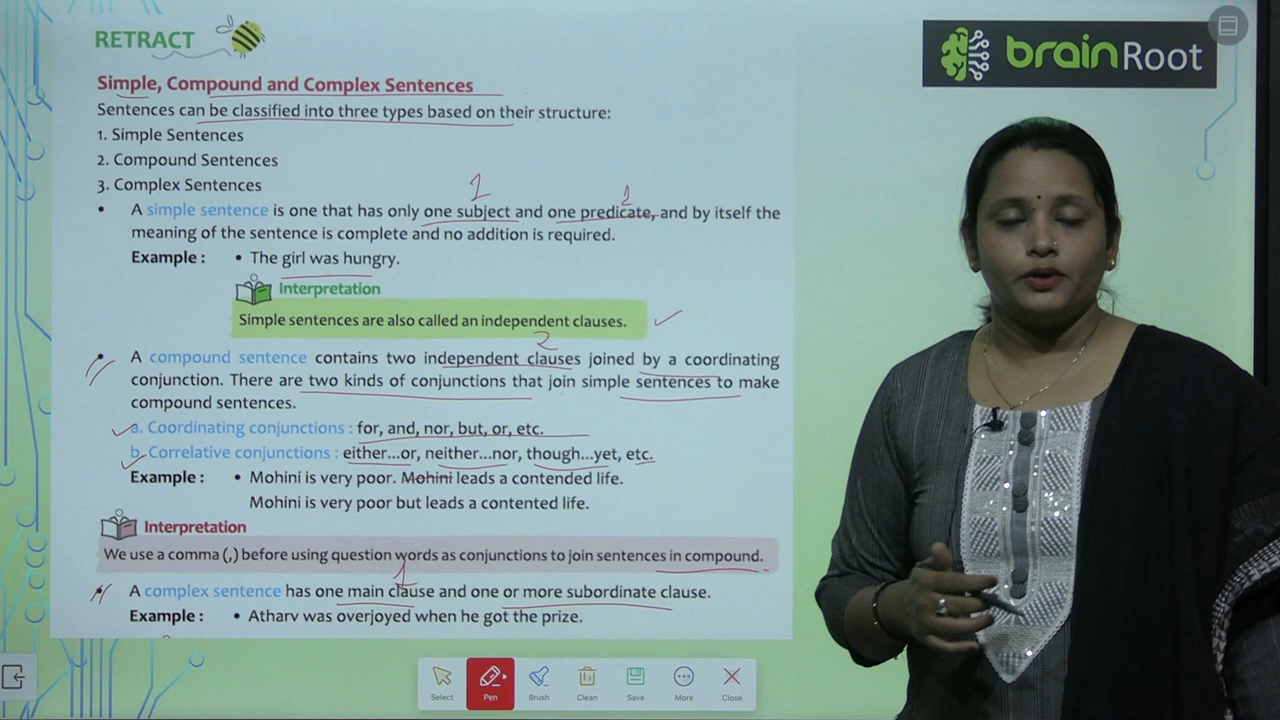 RETRACT
brainRoot
Simple, Compound and Complex Sentences
Sentences can be classified into three types based on their structure:
1. Simple Sentences
2. Compound Sentences
3. Complex Sentences
1 1
• A simple sentence is one that has only one subject and one predicate, and by itself the
meaning of the sentence is complete and no addition is required.
Example : • The girl was hungry.
Interpretation
Simple sentences are also called an independent clauses.
2
• A compound sentence contains two independent clauses joined by a coordinating
conjunction. There are two kinds of conjunctions that join simple sentences to make
compound sentences.
a. Coordinating conjunctions : for, and, nor, but, or, etc.
b. Correlative conjunctions : either...or, neither...nor, though...yet, etc.
Example : • Mohini is very poor. Mohini leads a contended life.
Mohini is very poor but leads a contented life.
Interpretation
We use a comma (,) before using question words as conjunctions to join sentences in compound.
1
• A complex sentence has one main clause and one or more subordinate clause.
Example : • Atharv was overjoyed when he got the prize.
Select Pen Brush Clean Save More Close